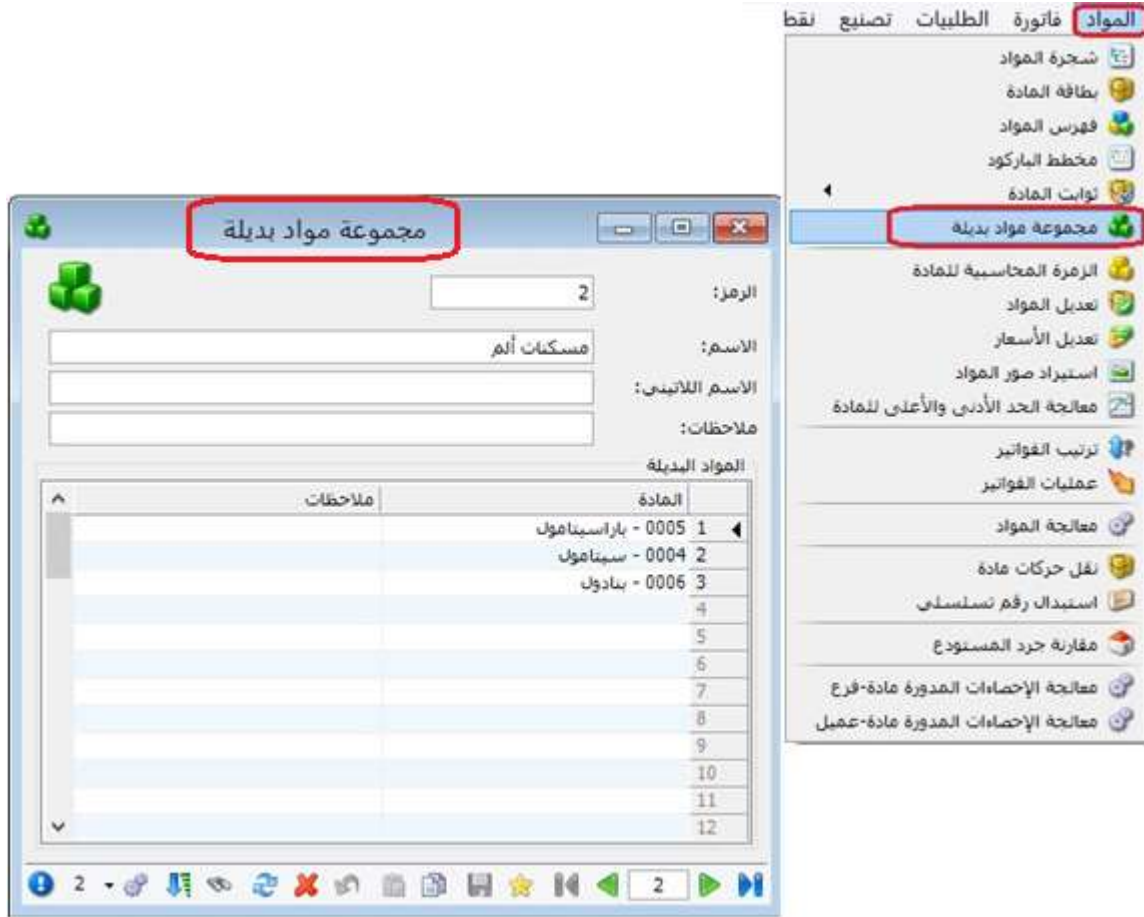 المواد فاتورة الطلبيات تصنيع نقط
شجرة المواد
بطاقة المادة
فهرس المواد
مخطط الباركود
ثوابت المادة
مجموعة مواد بديلة
الزمرة المحاسبية للمادة
تعديل المواد
تعديل الأسعار
استيراد صور المواد
معالجة الحد الأدنى والأعلى للمادة
ترتيب الفواتير
عمليات الفواتير
معالجة المواد
نقل حركات مادة
استبدال رقم تسلسلي
مقارنة جرد المستودع
معالجة الإحصاءات المدورة مادة-فرع
معالجة الإحصاءات المدورة مادة-عميل
مجموعة مواد بديلة
الرمز: 2
الاسم: مسكنات ألم
الاسم اللاتيني:
ملاحظات:
المواد البديلة
المادة ملاحظات
1 0005 - باراسيتامول
2 0004 - سيتامول
3 0006 - بنادول
4
5
6
7
8
9
10
11
12
2 2